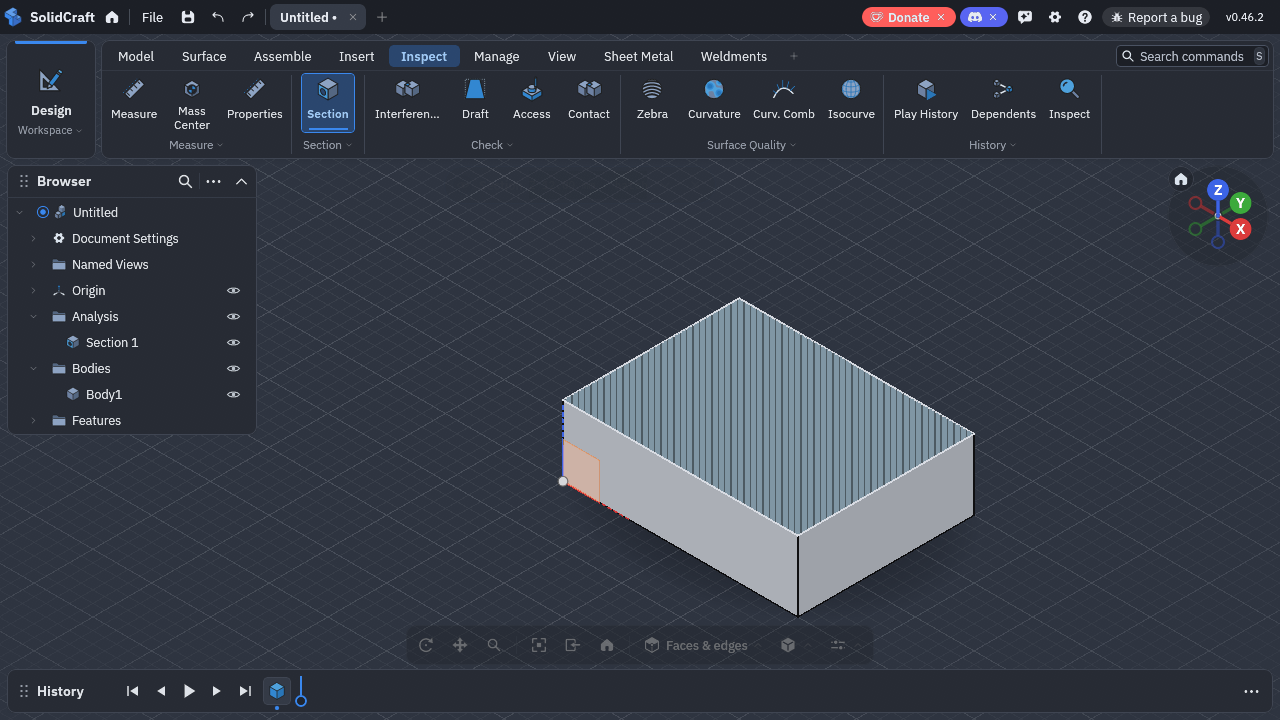 SolidCraft File Untitled • Donate Report a bug v0.46.2
Model Surface Assemble Insert Inspect Manage View Sheet Metal Weldments Search commands S
Design
Workspace
Measure Mass Center Properties Section Interferen... Draft Access Contact Zebra Curvature Curv. Comb Isocurve Play History Dependents Inspect
Measure Section Check Surface Quality History
Browser
Untitled
Document Settings
Named Views
Origin
Analysis
Section 1
Bodies
Body1
Features
Z
Y
X
Faces & edges
History